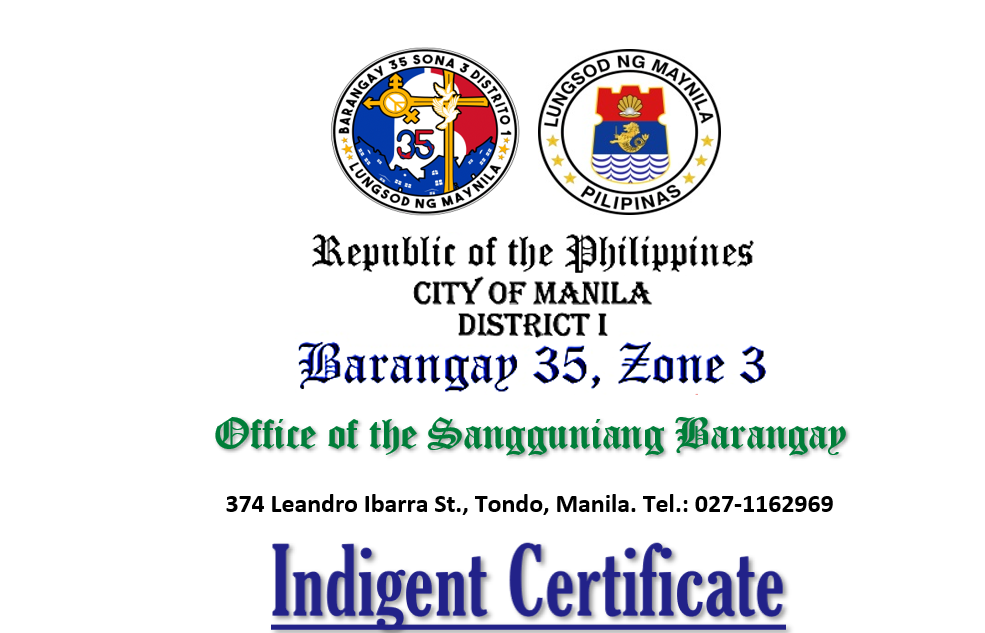 BARANGAY 35 SONA 3 DISTRITO 1
35
LUNGSOD NG MAYNILA
LUNGSOD NG MAYNILA
PILIPINAS
Republic of the Philippines
CITY OF MANILA
DISTRICT I
Barangay 35, Zone 3
Office of the Sangguniang Barangay
374 Leandro Ibarra St., Tondo, Manila. Tel.: 027-1162969
Indigent Certificate